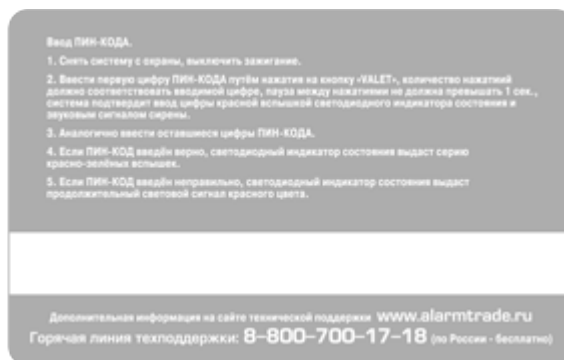 Ввод ПИН-КОДА.
1. Снять систему с охраны, выключить зажигание.
2. Ввести первую цифру ПИН-КОДА путём нажатия на кнопку «VALET», количество нажатий
должно соответствовать вводимой цифре, пауза между нажатиями не должна превышать 1 сек.,
система подтвердит ввод цифры красной вспышкой светодиодного индикатора состояния и
звуковым сигналом сирены.
3. Аналогично ввести оставшиеся цифры ПИН-КОДА.
4. Если ПИН-КОД введён верно, светодиодный индикатор состояния выдаст серию
красно-зелёных вспышек.
5. Если ПИН-КОД введён неправильно, светодиодный индикатор состояния выдаст
продолжительный световой сигнал красного цвета.
Дополнительная информация на сайте технической поддержки www.alarmtrade.ru
Горячая линия техподдержки: 8-800-700-17-18 (по России - бесплатно)